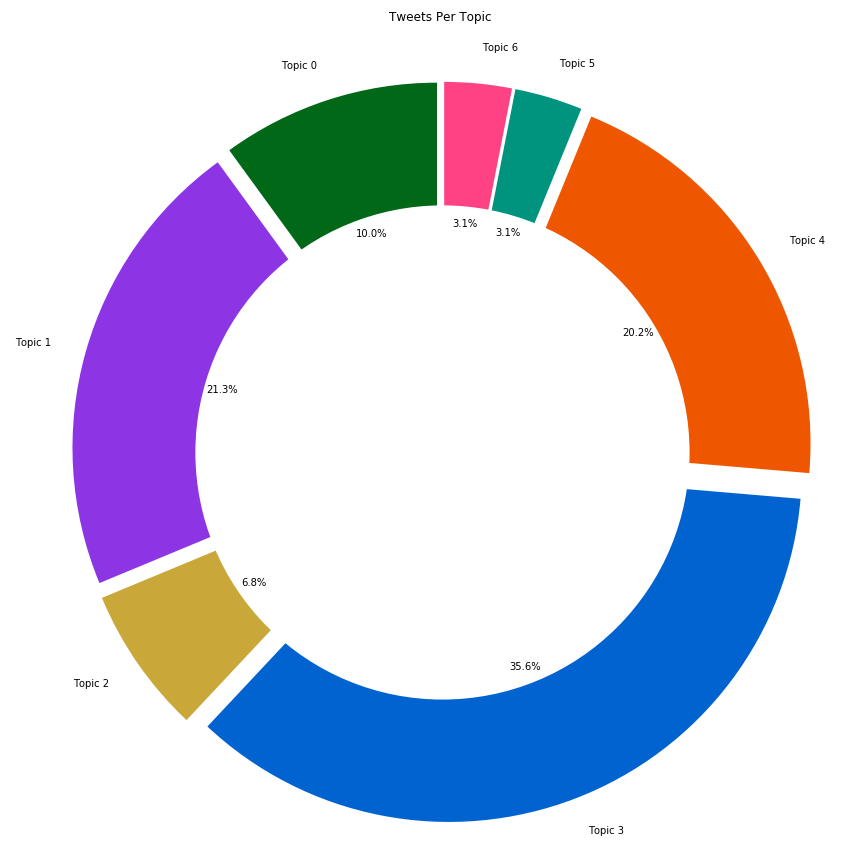 Tweets Per Topic
Topic 6
Topic 5
Topic 0
3.1%
3.1%
10.0%
Topic 4
20.2%
Topic 1
21.3%
6.8%
35.6%
Topic 2
Topic 3